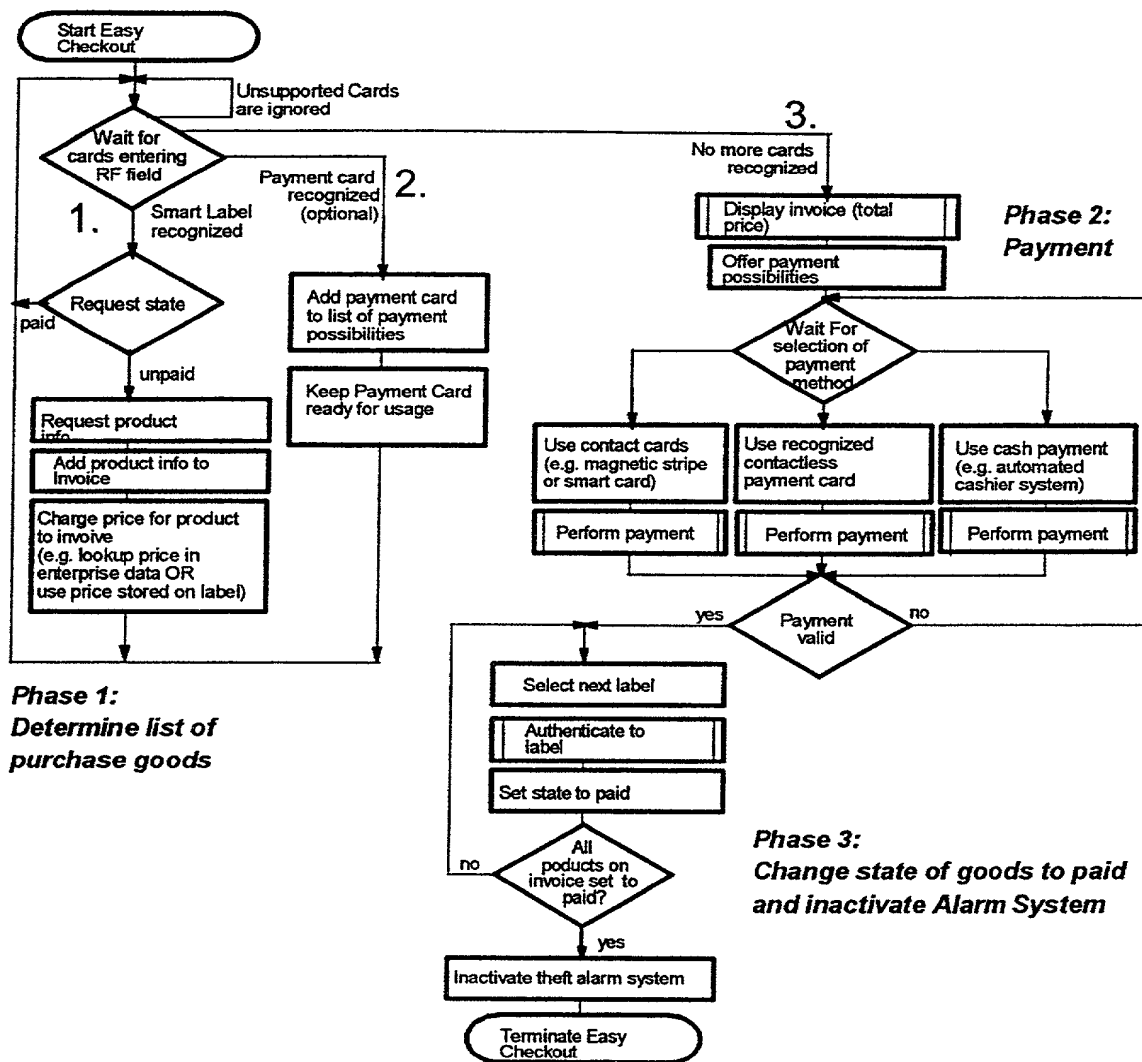 Start Easy
Checkout
Unsupported Cards
are ignored
Wait for
cards entering
RF field
3.
No more cards
recognized
Payment card
recognized
(optional)
2.
1.
Smart Label
recognized
Display invoice (total
price)
Phase 2:
Payment
Offer payment
possibilities
Request state
paid
Add payment card
to list of payment
possibilities
Wait For
selection of
payment
method
unpaid
Keep Payment Card
ready for usage
Request product
info
Add product info to
Invoice
Use contact cards
(e.g. magnetic stripe
or smart card)
Use recognized
contactless
payment card
Use cash payment
(e.g. automated
cashier system)
Charge price for product
to invoive
(e.g. lookup price in
enterprise data OR
use price stored on label)
Perform payment
Perform payment
Perform payment
yes
Payment
valid
no
Phase 1:
Determine list of
purchase goods
Select next label
Authenticate to
label
Set state to paid
All
poducts on
invoice set to
paid?
no
Phase 3:
Change state of goods to paid
and inactivate Alarm System
yes
Inactivate theft alarm system
Terminate Easy
Checkout